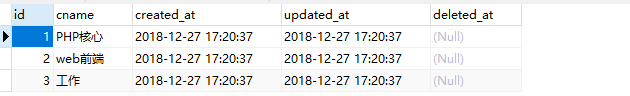 id cname created_at updated_at deleted_at
1 PHP核心 2018-12-27 17:20:37 2018-12-27 17:20:37 (Null)
2 web前端 2018-12-27 17:20:37 2018-12-27 17:20:37 (Null)
3 工作 2018-12-27 17:20:37 2018-12-27 17:20:37 (Null)